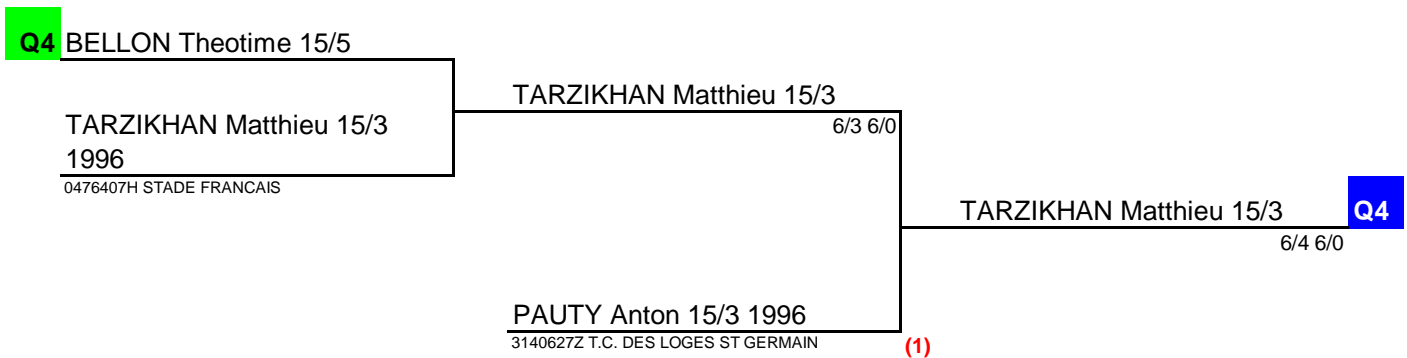 Q4 BELLON Theotime 15/5
TARZIKHAN Matthieu 15/3
1996
0476407H STADE FRANCAIS
TARZIKHAN Matthieu 15/3
6/3 6/0
PAUTY Anton 15/3 1996
3140627Z T.C. DES LOGES ST GERMAIN
(1)
TARZIKHAN Matthieu 15/3 Q4
6/4 6/0